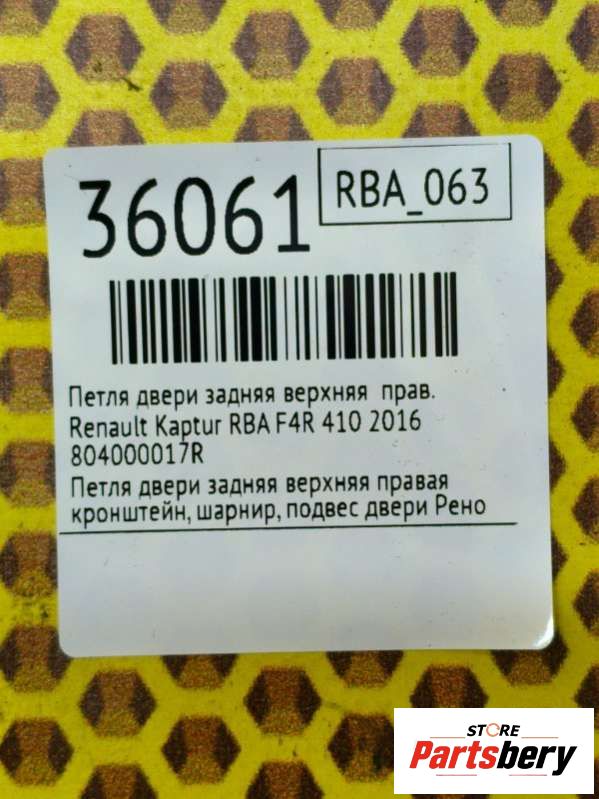 36061
RBA_063
Петля двери задняя верхняя прав.
Renault Kaptur RBA F4R 410 2016
804000017R
Петля двери задняя верхняя правая
кронштейн, шарнир, подвес двери Рено
STORE
Partsbery